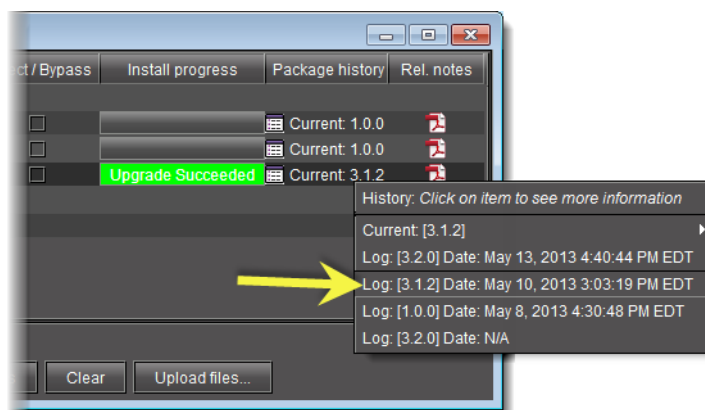 ct / Bypass Install progress Package history Rel. notes
Current: 1.0.0
Current: 1.0.0
Upgrade Succeeded Current: 3.1.2
History: Click on item to see more information
Current: [3.1.2]
Log: [3.2.0] Date: May 13, 2013 4:40:44 PM EDT
Log: [3.1.2] Date: May 10, 2013 3:03:19 PM EDT
Log: [1.0.0] Date: May 8, 2013 4:30:48 PM EDT
Log: [3.2.0] Date: N/A
Clear Upload files...